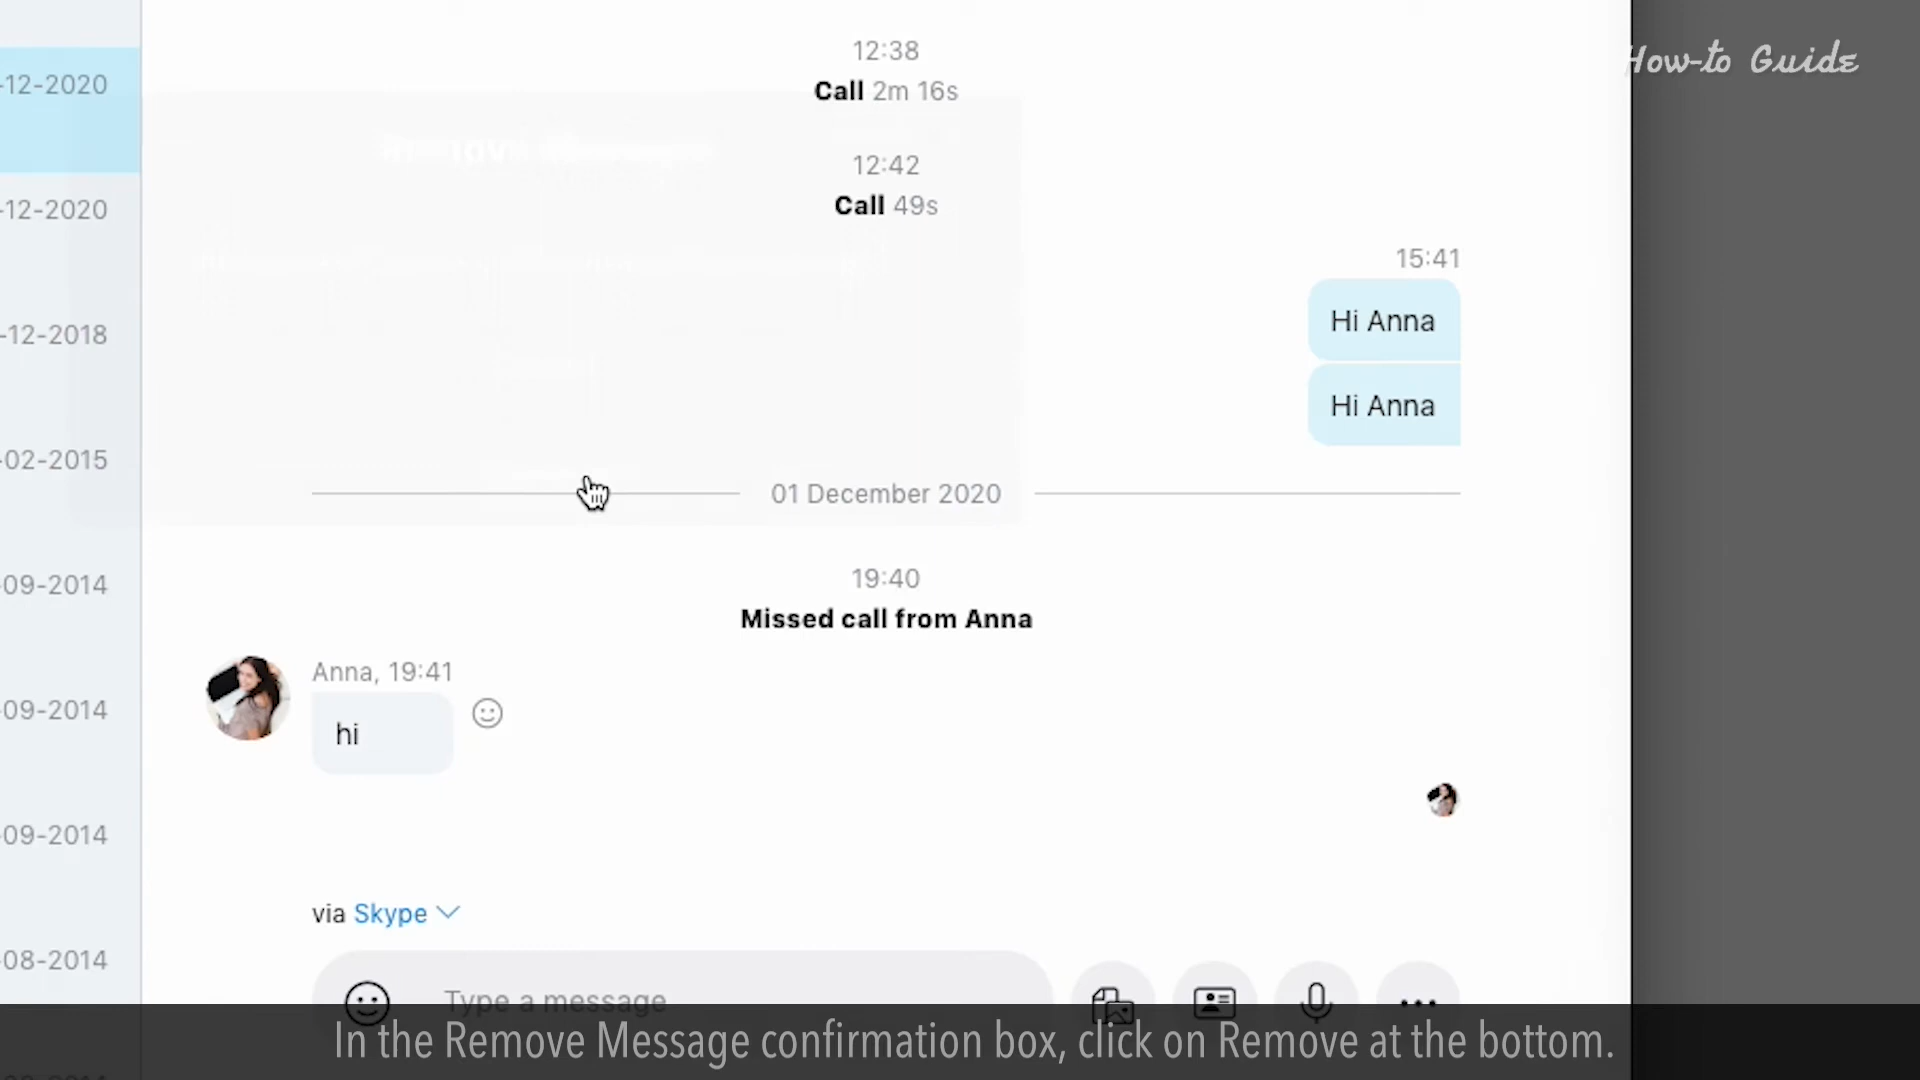 How-to Guide
12:38
Call 2m 16s
-12-2020
Remove Message
12:42
Call 49s
-12-2020
15:41
Hi Anna
-12-2018
Hi Anna
-02-2015
01 December 2020
19:40
-09-2014
Missed call from Anna
Anna, 19:41
-09-2014
hi
-09-2014
via Skype
-08-2014
Type a message
In the Remove Message confirmation box, click on Remove at the bottom.